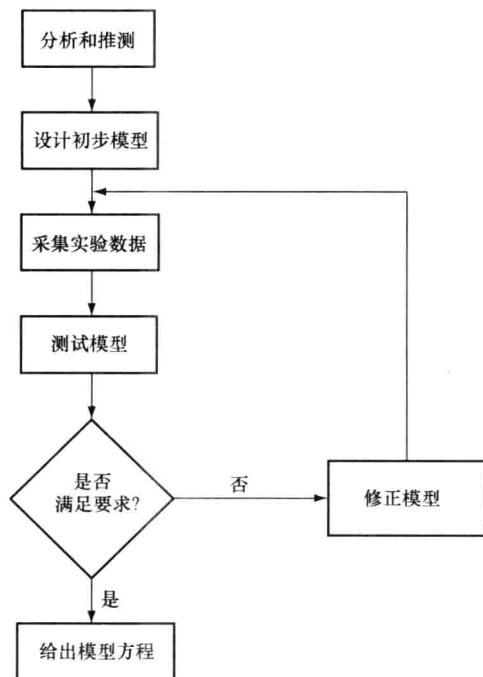 分析和推测
设计初步模型
采集实验数据
测试模型
是否
满足要求?
否
修正模型
是
给出模型方程